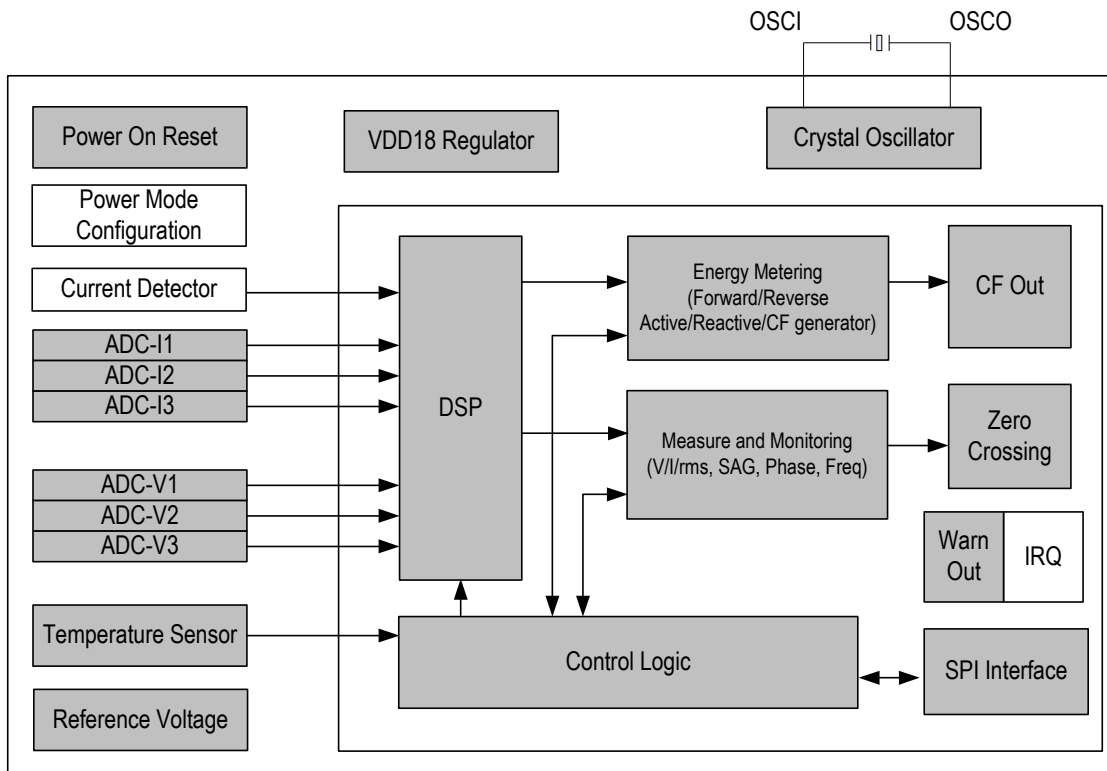 OSCI
OSCO
Power On Reset
VDD18 Regulator
Crystal Oscillator
Power Mode
Configuration
Current Detector
ADC-I1
ADC-I2
ADC-I3
ADC-V1
ADC-V2
ADC-V3
Temperature Sensor
Reference Voltage
DSP
Energy Metering
(Forward/Reverse
Active/Reactive/CF generator)
CF Out
Measure and Monitoring
(V/I/rms, SAG, Phase, Freq)
Zero
Crossing
Warn
Out
IRQ
Control Logic
SPI Interface